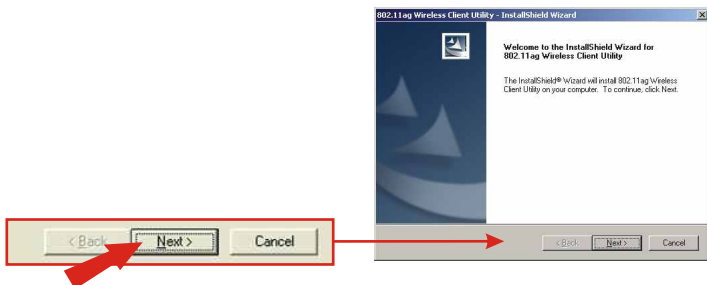 802.11ag Wireless Client Utility - InstallShield Wizard
Welcome to the InstallShield Wizard for
802.11ag Wireless Client Utility
The InstallShield® Wizard will install 802.11ag Wireless
Client Utility on your computer. To continue, click Next.
< Back
Next >
Cancel
< Back
Next >
Cancel